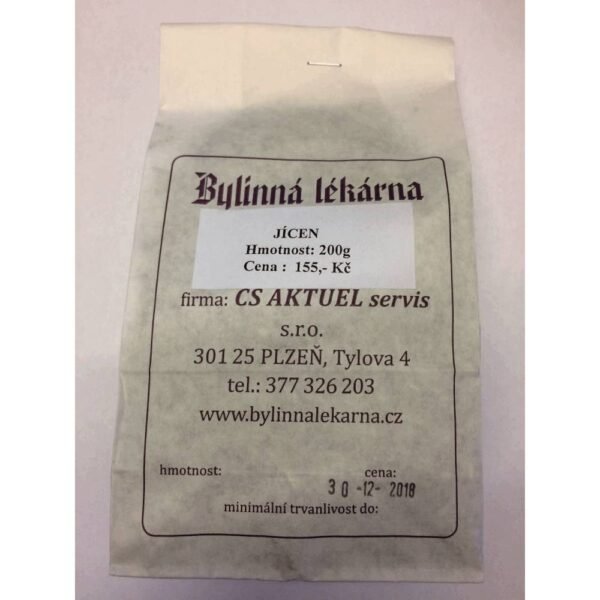 Bylinná lékárna
JÍCEN
Hmotnost: 200g
Cena : 155,- Kč
firma: CS AKTUEL servis
s.r.o.
301 25 PLZEŇ, Tylova 4
tel.: 377 326 203
www.bylinnalekarna.cz
hmotnost: cena:
30 -12- 2018
minimální trvanlivost do: